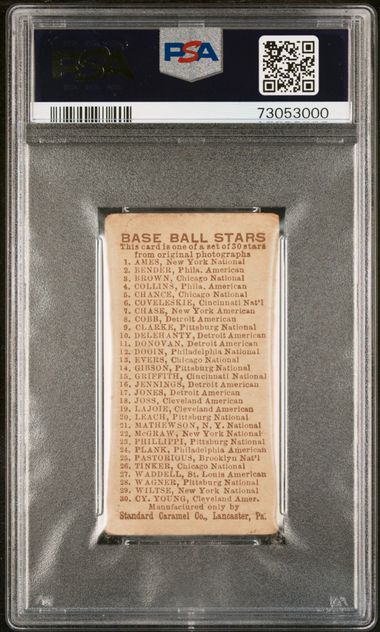 PSA
PSA
73053000
BASE BALL STARS
This card is one of a set of 30 stars
from original photographs
1. AMES, New York National
2. BENDER, Phila. American
3. BROWN, Chicago National
4. COLLINS, Phila. American
5. CHANCE, Chicago National
6. COVELESKIE, Cincinnati Nat'l
7. CHASE, New York American
8. COBB, Detroit American
9. CLARKE, Pittsburg National
10. DELEHANTY, Detroit American
11. DONOVAN, Detroit American
12. DOOIN, Philadelphia National
13. EVERS, Chicago National
14. GIBSON, Pittsburg National
15. GRIFFITH, Cincinnati National
16. JENNINGS, Detroit American
17. JONES, Detroit American
18. JOSS, Cleveland American
19. LAJOIE, Cleveland American
20. LEACH, Pittsburg National
21. MATHEWSON, N. Y. National
22. McGRAW, New York National
23. PHILLIPPI, Pittsburg National
24. PLANK, Philadelphia American
25. PASTORIOUS, Brooklyn Nat'l
26. TINKER, Chicago National
27. WADDELL, St. Louis American
28. WAGNER, Pittsburg National
29. WILTSE, New York National
30. CY. YOUNG, Cleveland Amer.
Manufactured only by
Standard Caramel Co., Lancaster, Pa.